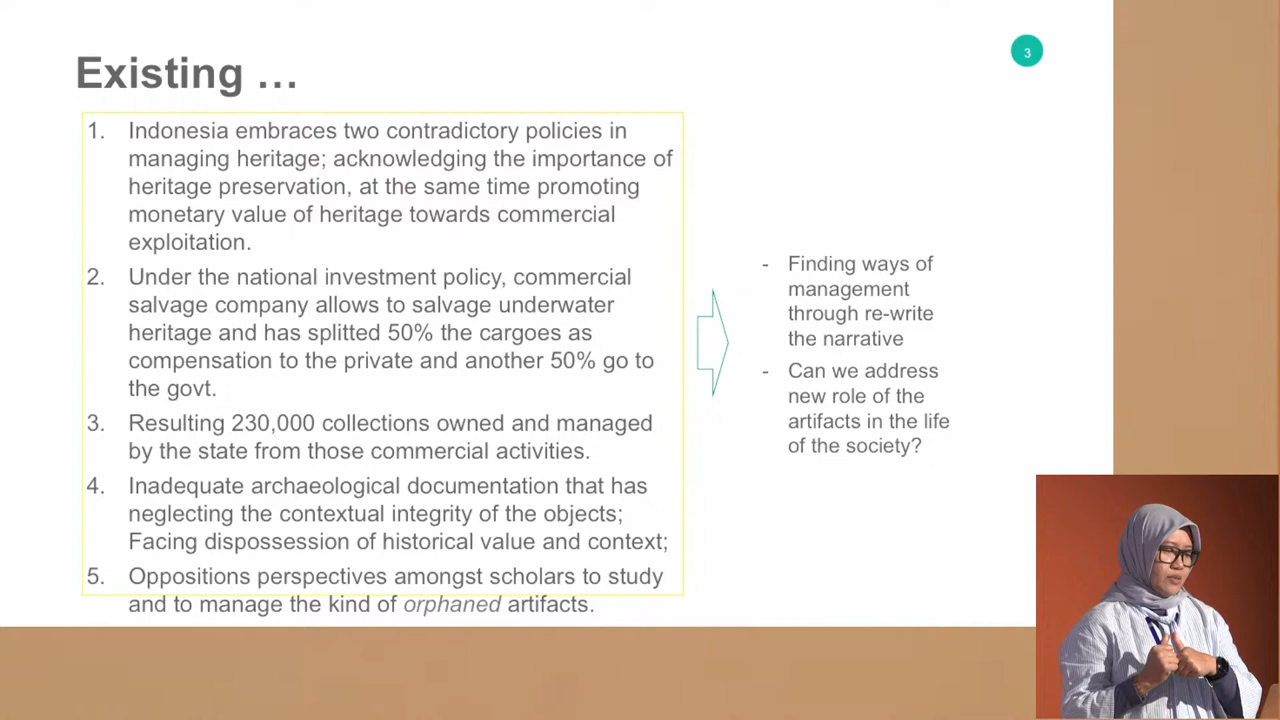 3
Existing …
1. Indonesia embraces two contradictory policies in
managing heritage; acknowledging the importance of
heritage preservation, at the same time promoting
monetary value of heritage towards commercial
exploitation.
2. Under the national investment policy, commercial
salvage company allows to salvage underwater
heritage and has splitted 50% the cargoes as
compensation to the private and another 50% go to
the govt.
3. Resulting 230,000 collections owned and managed
by the state from those commercial activities.
4. Inadequate archaeological documentation that has
neglecting the contextual integrity of the objects;
Facing dispossession of historical value and context;
5. Oppositions perspectives amongst scholars to study
and to manage the kind of orphaned artifacts.
- Finding ways of
management
through re-write
the narrative
- Can we address
new role of the
artifacts in the life
of the society?